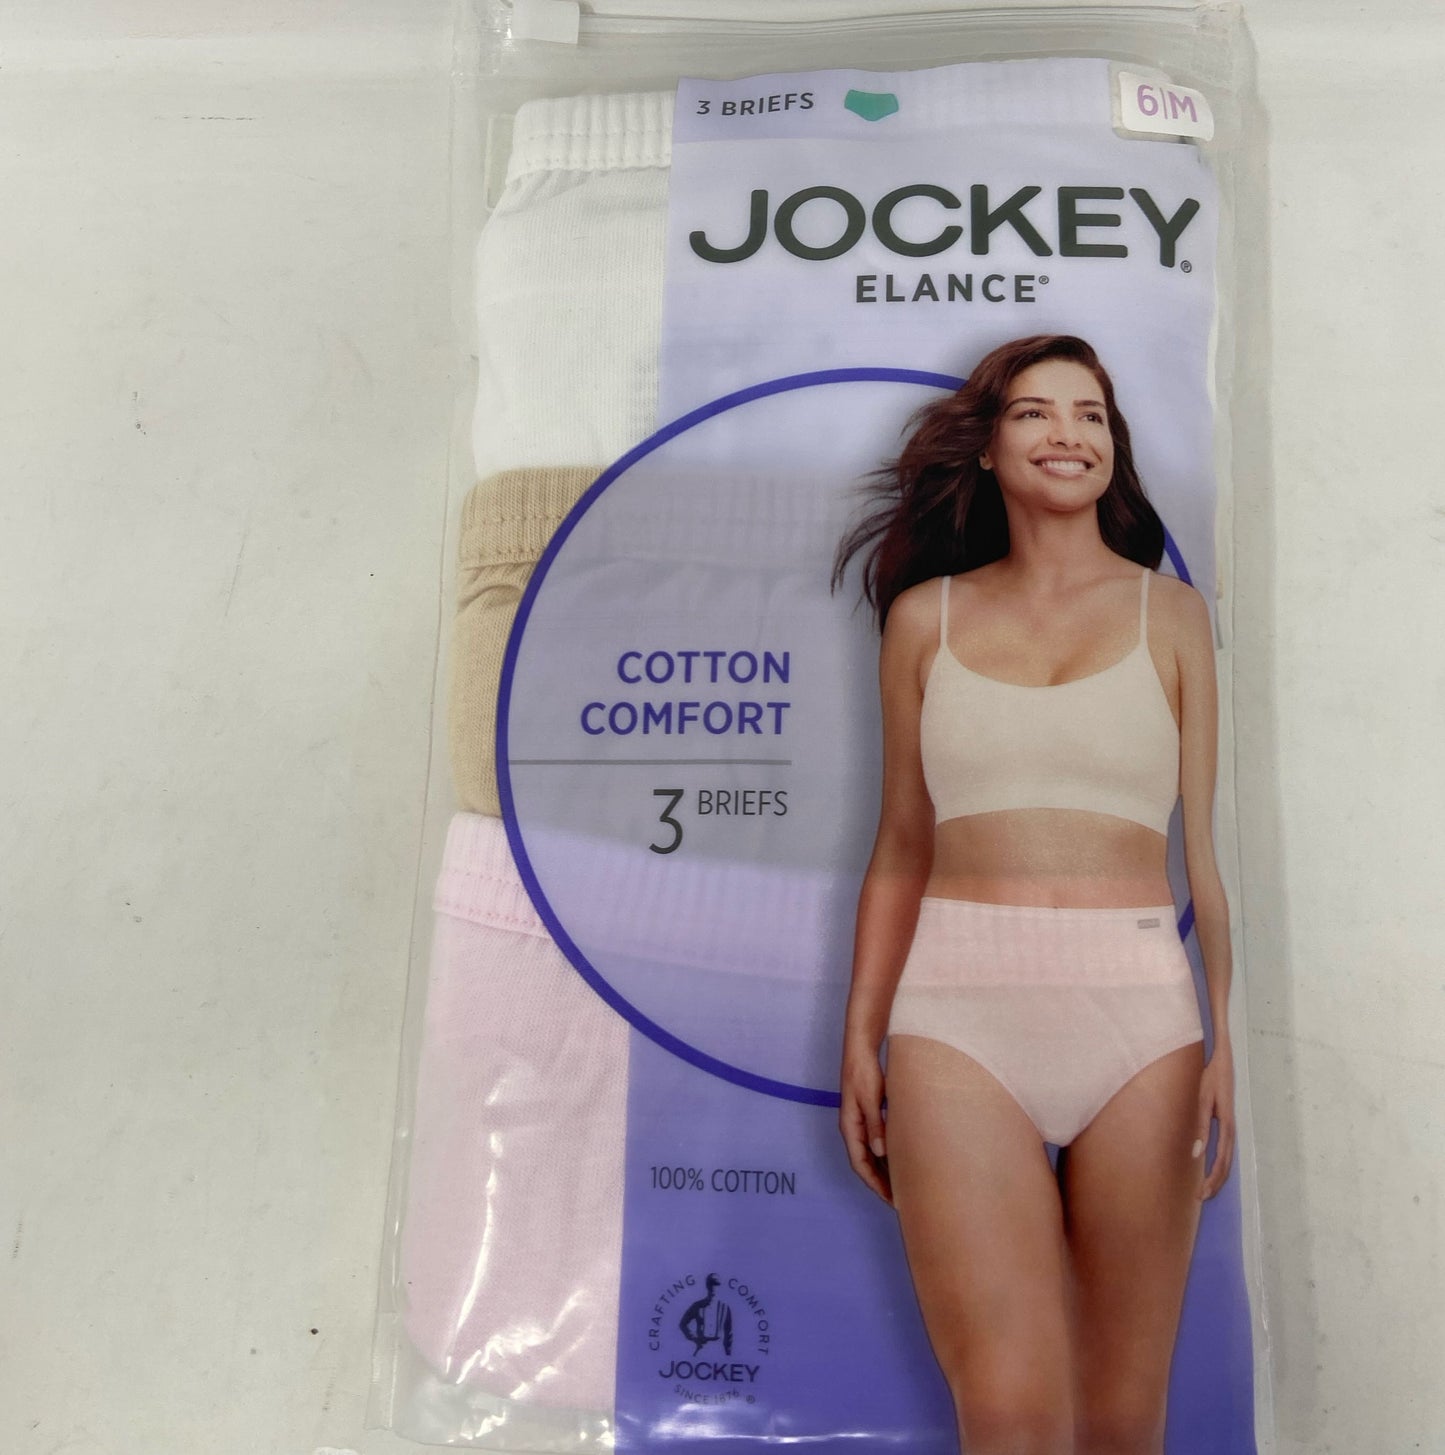 3 BRIEFS
6|M
JOCKEY®
ELANCE®
COTTON
COMFORT
3 BRIEFS
100% COTTON
CRAFTING COMFORT
JOCKEY
SINCE 1876 ®